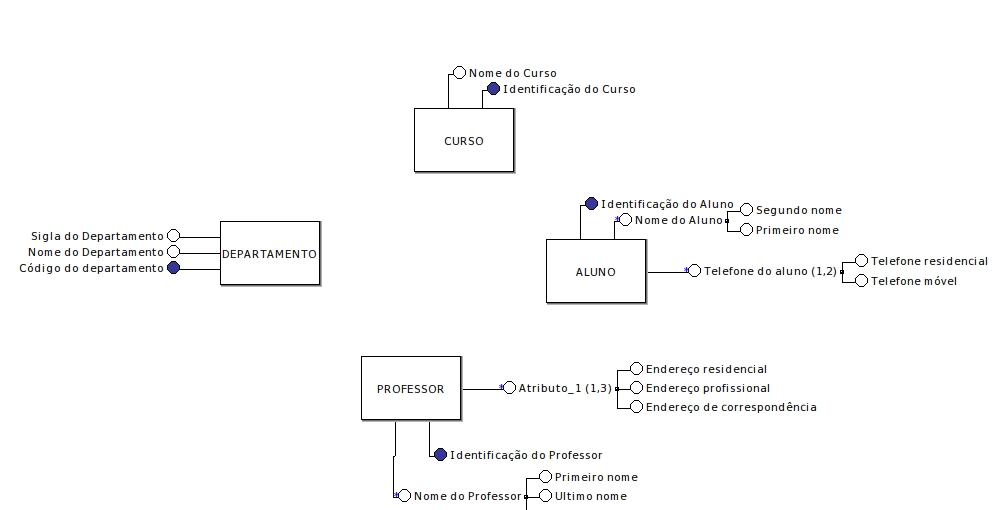 Nome do Curso
Identificação do Curso
CURSO
Identificação do Aluno
Nome do Aluno
Segundo nome
Primeiro nome
Sigla do Departamento
Nome do Departamento
Código do departamento
DEPARTAMENTO
ALUNO
Telefone do aluno (1,2)
Telefone residencial
Telefone móvel
PROFESSOR
Atributo_1 (1,3)
Endereço residencial
Endereço profissional
Endereço de correspondência
Identificação do Professor
Nome do Professor
Primeiro nome
Ultimo nome